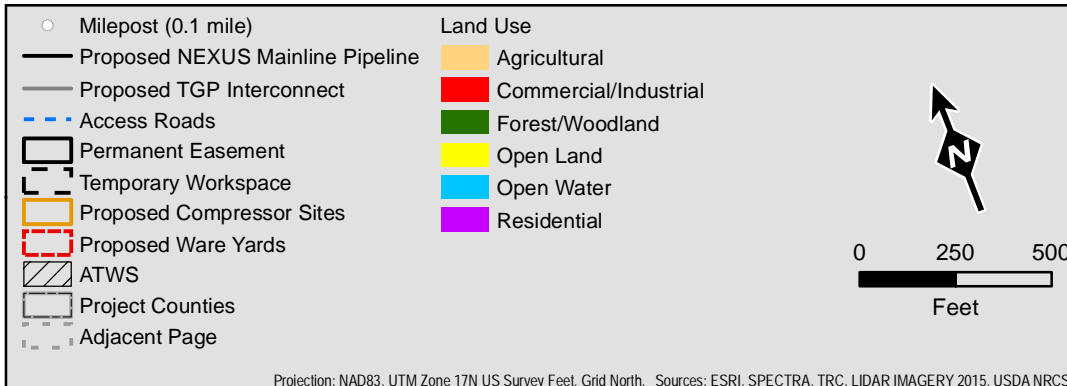 Milepost (0.1 mile)
Proposed NEXUS Mainline Pipeline
Proposed TGP Interconnect
Access Roads
Permanent Easement
Temporary Workspace
Proposed Compressor Sites
Proposed Ware Yards
ATWS
Project Counties
Adjacent Page
Land Use
Agricultural
Commercial/Industrial
Forest/Woodland
Open Land
Open Water
Residential
N
0 250 500
Feet
Projection: NAD83, UTM Zone 17N US Survey Feet, Grid North. Sources: ESRI, SPECTRA, TRC, LIDAR IMAGERY 2015, USDA NRCS